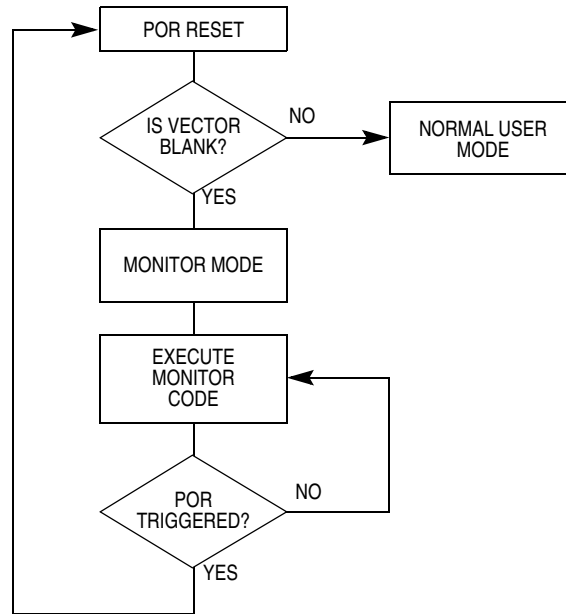 POR RESET
IS VECTOR
BLANK?
NO
NORMAL USER
MODE
YES
MONITOR MODE
EXECUTE
MONITOR
CODE
POR
TRIGGERED?
NO
YES